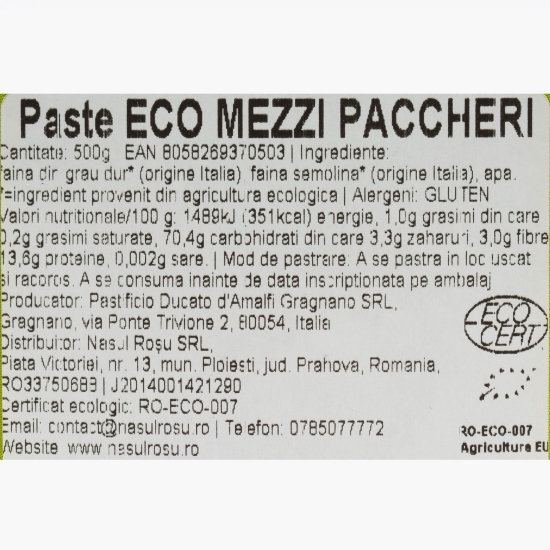 Paste ECO MEZZI PACCHERI
Cantitate: 500g EAN 8058269370503 | Ingrediente:
faina din grau dur* (origine Italia), faina semolina* (origine Italia), apa.
*=ingredient provenit din agricultura ecologica | Alergeni: GLUTEN
Valori nutritionale/100 g: 1489kJ (351kcal) energie, 1,0g grasimi din care
0,2g grasimi saturate, 70,4g carbohidrati din care 3,3g zaharuri, 3,0g fibre
13,6g proteine, 0,002g sare. | Mod de pastrare: A se pastra in loc uscat
si racoros. A se consuma inainte de data inscriptionata pe ambalaj
Producator: Pastificio Ducato d'Amalfi Gragnano SRL,
Gragnano, via Ponte Trivione 2, 80054, Italia
Distribuitor: Nasul Roșu SRL,
Piata Victoriei, nr. 13, mun. Ploiesti, jud. Prahova, Romania,
RO33750688 | J2014001421290
Certificat ecologic: RO-ECO-007
Email: contact@nasulrosu.ro | Telefon: 0785077772
Website: www.nasulrosu.ro
ECO
CERT
RO-ECO-007
Agriculture EU